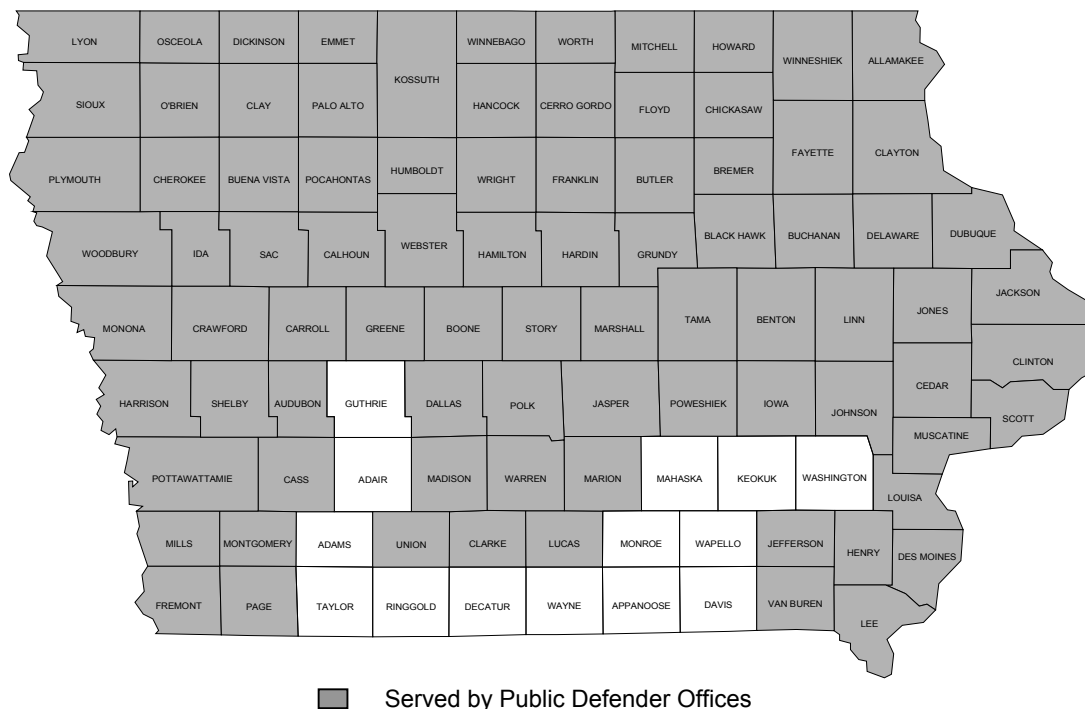 LYON OSCEOLA DICKINSON EMMET WINNEBAGO WORTH
MITCHELL HOWARD
WINNESHIEK ALLAMAKEE
KOSSUTH
SIOUX O'BRIEN CLAY PALO ALTO HANCOCK CERRO GORDO FLOYD CHICKASAW
FAYETTE CLAYTON
PLYMOUTH CHEROKEE BUENA VISTA POCAHONTAS HUMBOLDT WRIGHT FRANKLIN BUTLER BREMER
WOODBURY IDA SAC CALHOUN WEBSTER HAMILTON HARDIN GRUNDY BLACK HAWK BUCHANAN DELAWARE DUBUQUE
JACKSON
MONONA CRAWFORD CARROLL GREENE BOONE STORY MARSHALL TAMA BENTON LINN JONES
CLINTON
HARRISON SHELBY AUDUBON GUTHRIE DALLAS POLK JASPER POWESHIEK IOWA JOHNSON CEDAR SCOTT
MUSCATINE
POTTAWATTAMIE CASS ADAIR MADISON WARREN MARION MAHASKA KEOKUK WASHINGTON
LOUISA
MILLS MONTGOMERY ADAMS UNION CLARKE LUCAS MONROE WAPELLO JEFFERSON HENRY DES MOINES
FREMONT PAGE TAYLOR RINGGOLD DECATUR WAYNE APPANOOSE DAVIS VAN BUREN
LEE
Served by Public Defender Offices